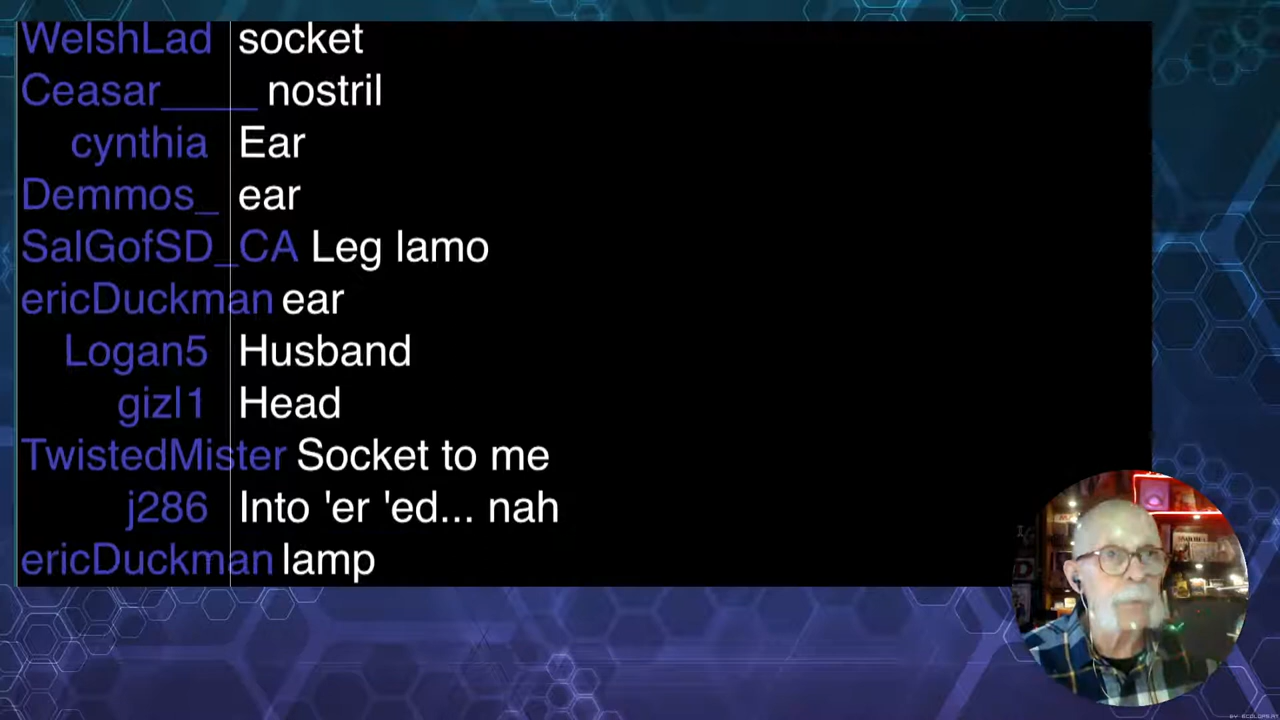 WelshLad socket
Ceasar____ nostril
cynthia Ear
Demmos_ ear
SalGofSD_CA Leg lamo
ericDuckman ear
Logan5 Husband
gizl1 Head
TwistedMister Socket to me
j286 Into 'er 'ed... nah
ericDuckman lamp